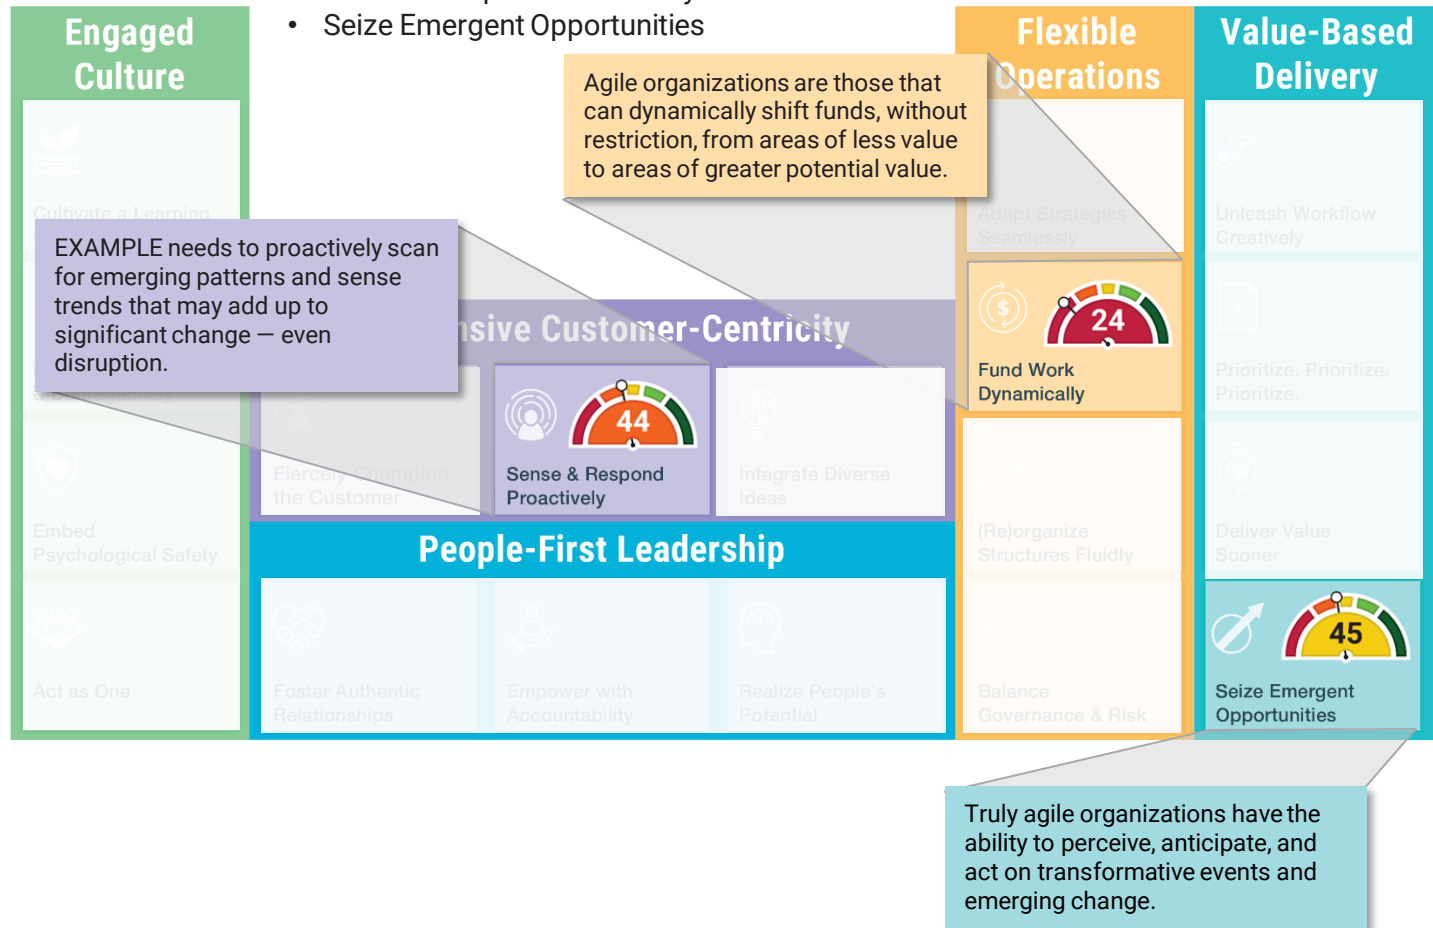 • Seize Emergent Opportunities
Engaged
Culture
Flexible
Operations
Value-Based
Delivery
Agile organizations are those that
can dynamically shift funds, without
restriction, from areas of less value
to areas of greater potential value.
Cultivate a Learning
EXAMPLE needs to proactively scan
for emerging patterns and sense
trends that may add up to
significant change — even
disruption.
Adapt Strategies
Seamlessly
Unleash Workflow
Creatively
Customer-Centricity
24
Fund Work
Dynamically
Prioritize. Prioritize.
Prioritize.
44
Sense & Respond
Proactively
Fiercely Champion
the Customer
Integrate Diverse
Ideas
Embed
Psychological Safety
(Re)organize
Structures Fluidly
Deliver Value
Sooner
People-First Leadership
Act as One
Foster Authentic
Relationships
Empower with
Accountability
Realize People's
Potential
Balance
Governance & Risk
45
Seize Emergent
Opportunities
Truly agile organizations have the
ability to perceive, anticipate, and
act on transformative events and
emerging change.